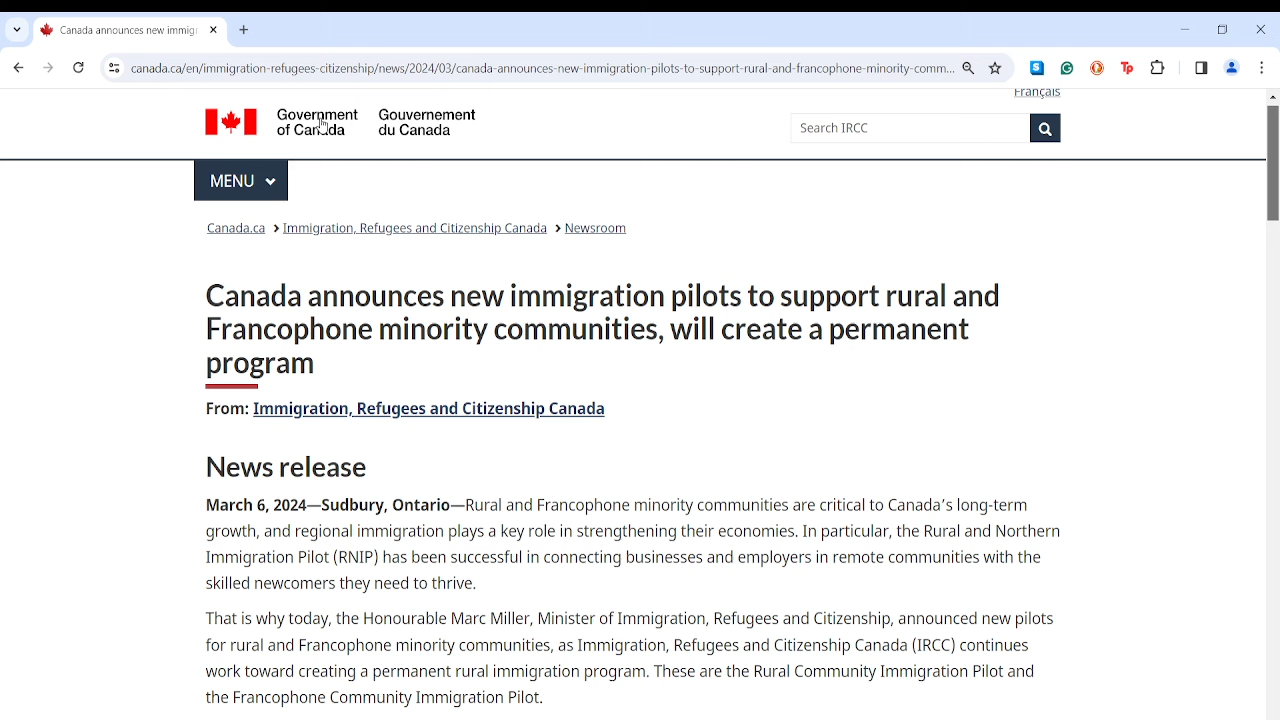 Canada announces new immig
canada.ca/en/immigration-refugees-citizenship/news/2024/03/canada-announces-new-immigration-pilots-to-support-rural-and-francophone-minority-comm...
Français
Government of Canada
Gouvernement du Canada
Search IRCC
MENU
Canada.ca > Immigration, Refugees and Citizenship Canada > Newsroom
Canada announces new immigration pilots to support rural and
Francophone minority communities, will create a permanent
program
From: Immigration, Refugees and Citizenship Canada
News release
March 6, 2024—Sudbury, Ontario—Rural and Francophone minority communities are critical to Canada's long-term
growth, and regional immigration plays a key role in strengthening their economies. In particular, the Rural and Northern
Immigration Pilot (RNIP) has been successful in connecting businesses and employers in remote communities with the
skilled newcomers they need to thrive.
That is why today, the Honourable Marc Miller, Minister of Immigration, Refugees and Citizenship, announced new pilots
for rural and Francophone minority communities, as Immigration, Refugees and Citizenship Canada (IRCC) continues
work toward creating a permanent rural immigration program. These are the Rural Community Immigration Pilot and
the Francophone Community Immigration Pilot.